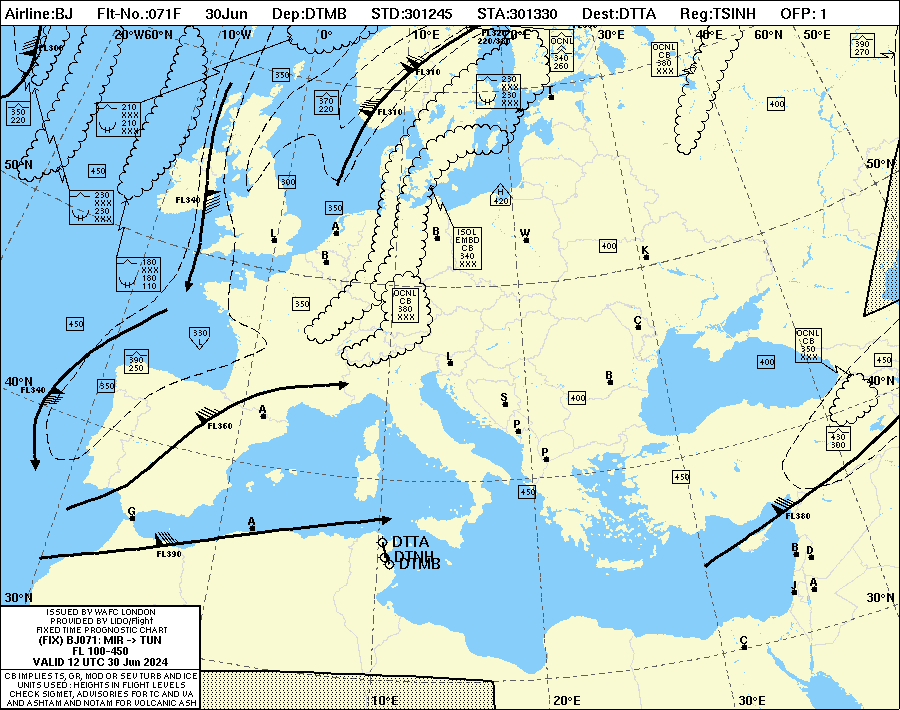 Airline:BJ Flt-No.:071F 30Jun Dep:DTMB STD:301245 STA:301330 Dest:DTTA Reg:TSINH OFP: 1
20°W60°N 10°W 0° 10°E 20°E 30°E 40°E 60°N 50°E
FL300
FL320
220/380
OCNL
CB
340
260
OCNL
CB
380
XXX
390
270
350
FL310
370
220
230
XXX
230
XXX
T
400
350
220
210
XXX
210
XXX
FL310
50°N
50°N
450
300
FL340
230
XXX
230
XXX
350
H
420
L
A
B
B
W
ISOL
EMBD
CB
340
XXX
400
K
180
XXX
180
110
H
OCNL
CB
380
XXX
350
450
330
L
C
OCNL
CB
350
XXX
390
250
L
400
450
40°N
40°N
FL340
350
B
A
S
400
FL360
P
430
300
P
450
450
G
A
FL390
FL380
DTTA
DTNH
DTMB
B
D
J
A
30°N
30°N
C
ISSUED BY WAFC LONDON
PROVIDED BY LIDO/Flight
FIXED TIME PROGNOSTIC CHART
(FIX) BJ071: MIR -> TUN
FL 100-450
VALID 12 UTC 30 Jun 2024
CB IMPLIES TS, GR, MOD OR SEV TURB AND ICE
UNITS USED : HEIGHTS IN FLIGHT LEVELS
CHECK SIGMET, ADVISORIES FOR TC AND VA
AND ASHTAM AND NOTAM FOR VOLCANIC ASH
10°E 20°E 30°E